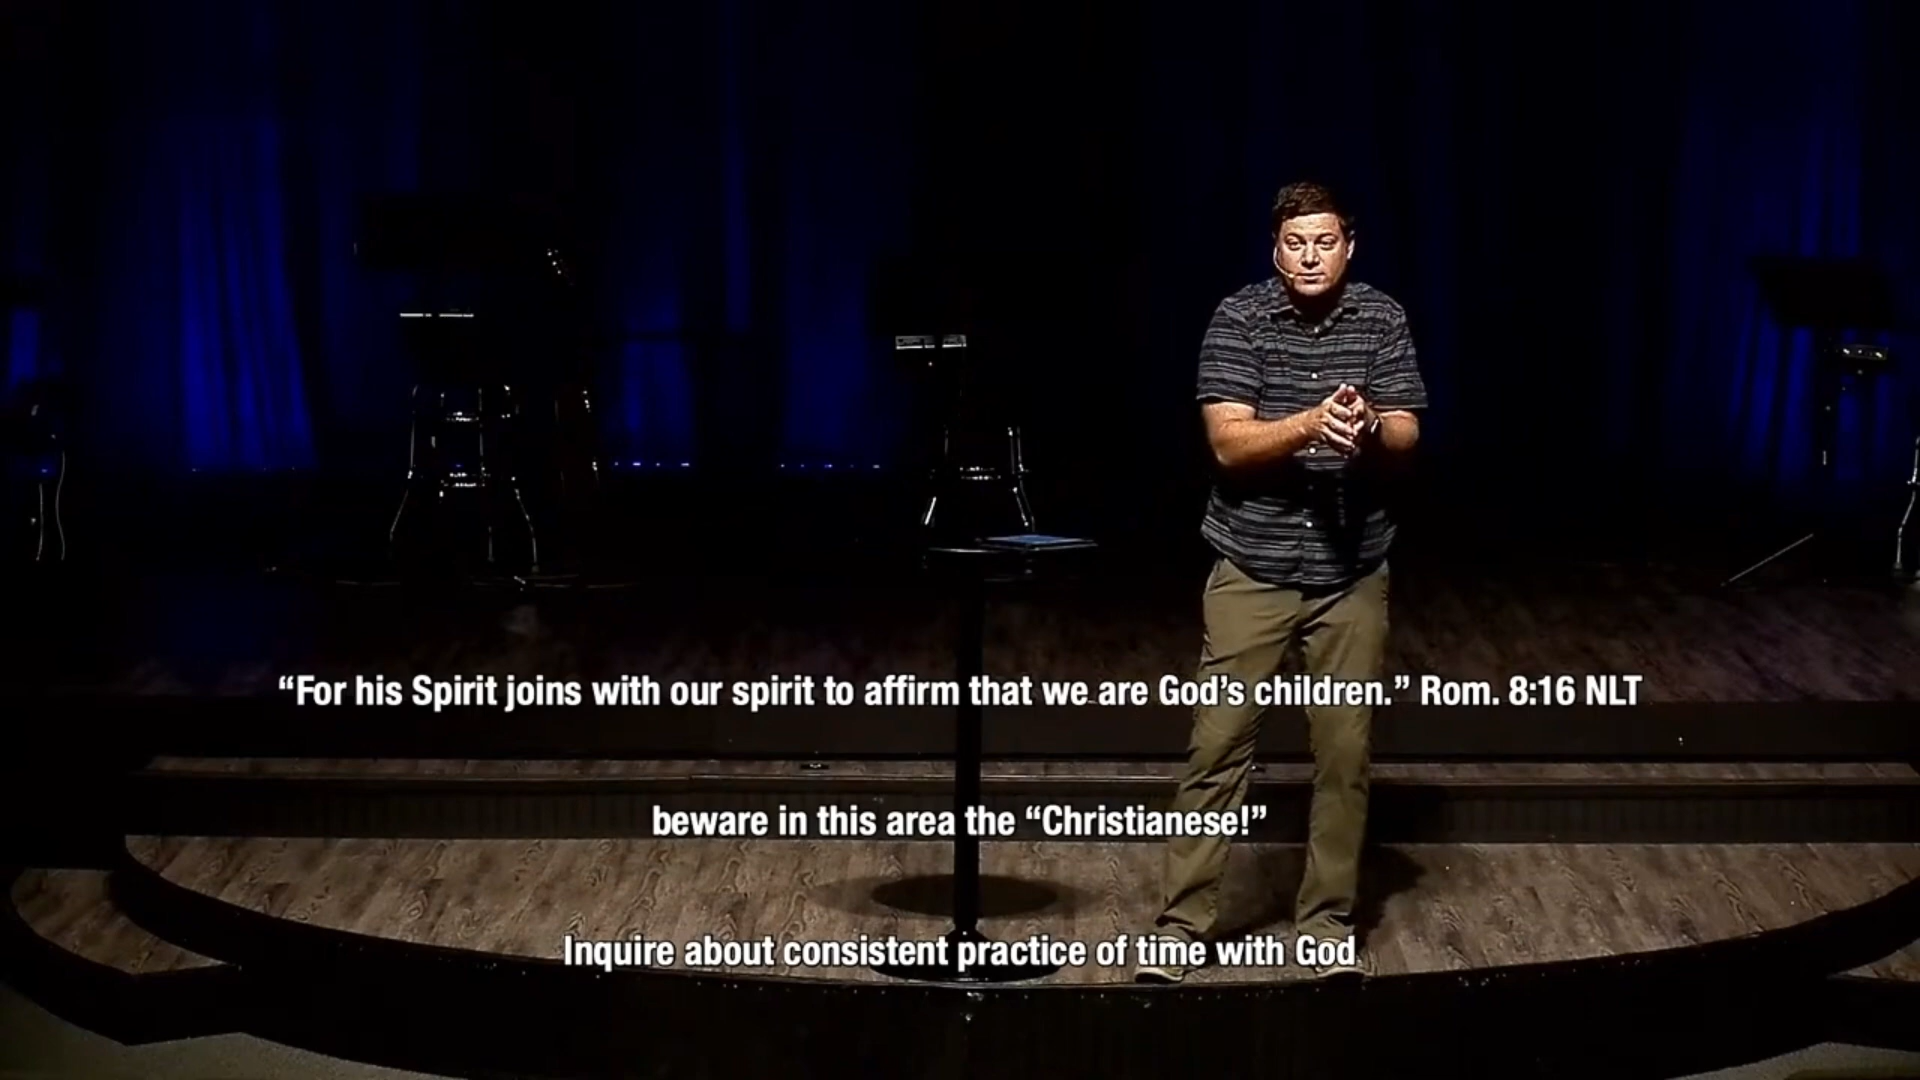 “For his Spirit joins with our spirit to affirm that we are God’s children.” Rom. 8:16 NLT
beware in this area the “Christianese!”
Inquire about consistent practice of time with God